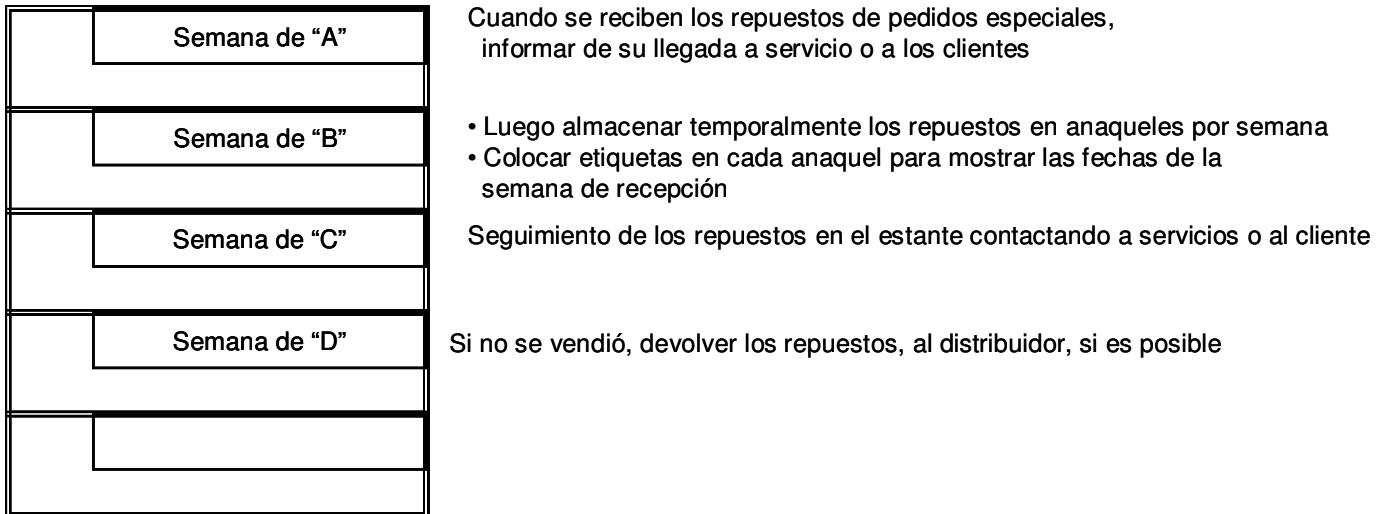 Semana de “A”
Cuando se reciben los repuestos de pedidos especiales,
informar de su llegada a servicio o a los clientes
Semana de “B”
• Luego almacenar temporalmente los repuestos en anaqueles por semana
• Colocar etiquetas en cada anaquel para mostrar las fechas de la
semana de recepción
Semana de “C”
Seguimiento de los repuestos en el estante contactando a servicios o al cliente
Semana de “D”
Si no se vendió, devolver los repuestos, al distribuidor, si es posible